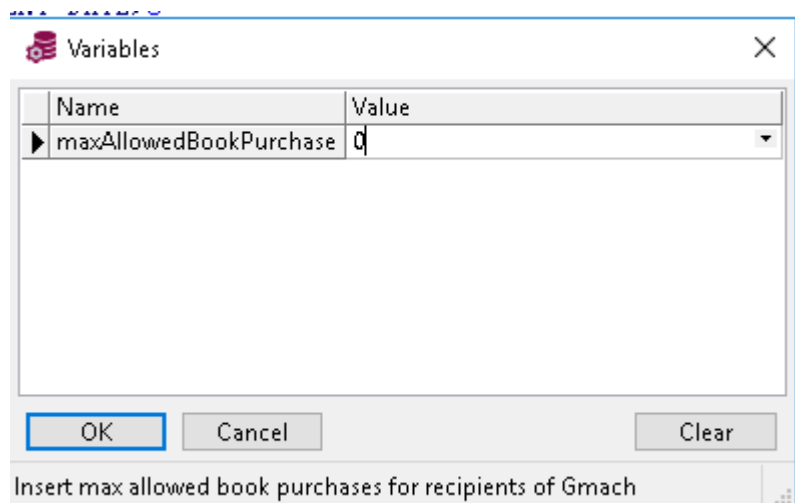 Variables
Name Value
maxAllowedBookPurchase 0
OK Cancel Clear
Insert max allowed book purchases for recipients of Gmach